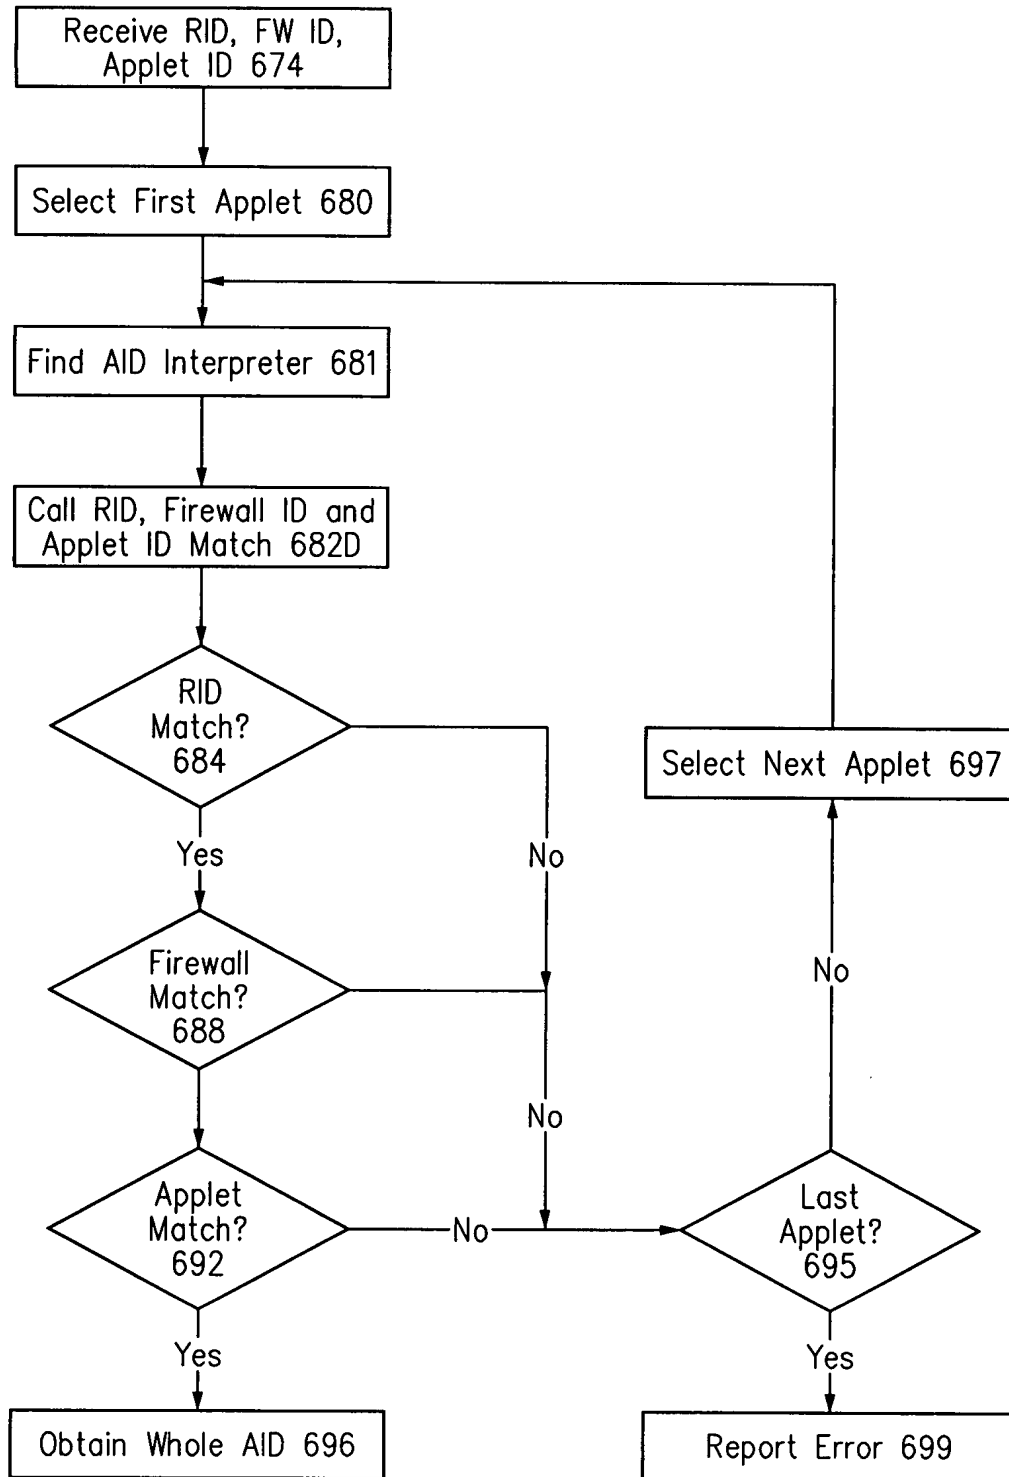 Receive RID, FW ID,
Applet ID 674
Select First Applet 680
Find AID Interpreter 681
Call RID, Firewall ID and
Applet ID Match 682D
RID
Match?
684
Select Next Applet 697
Yes
No
Firewall
Match?
688
No
No
Applet
Match?
692
No
Last
Applet?
695
Yes
Yes
Obtain Whole AID 696
Report Error 699